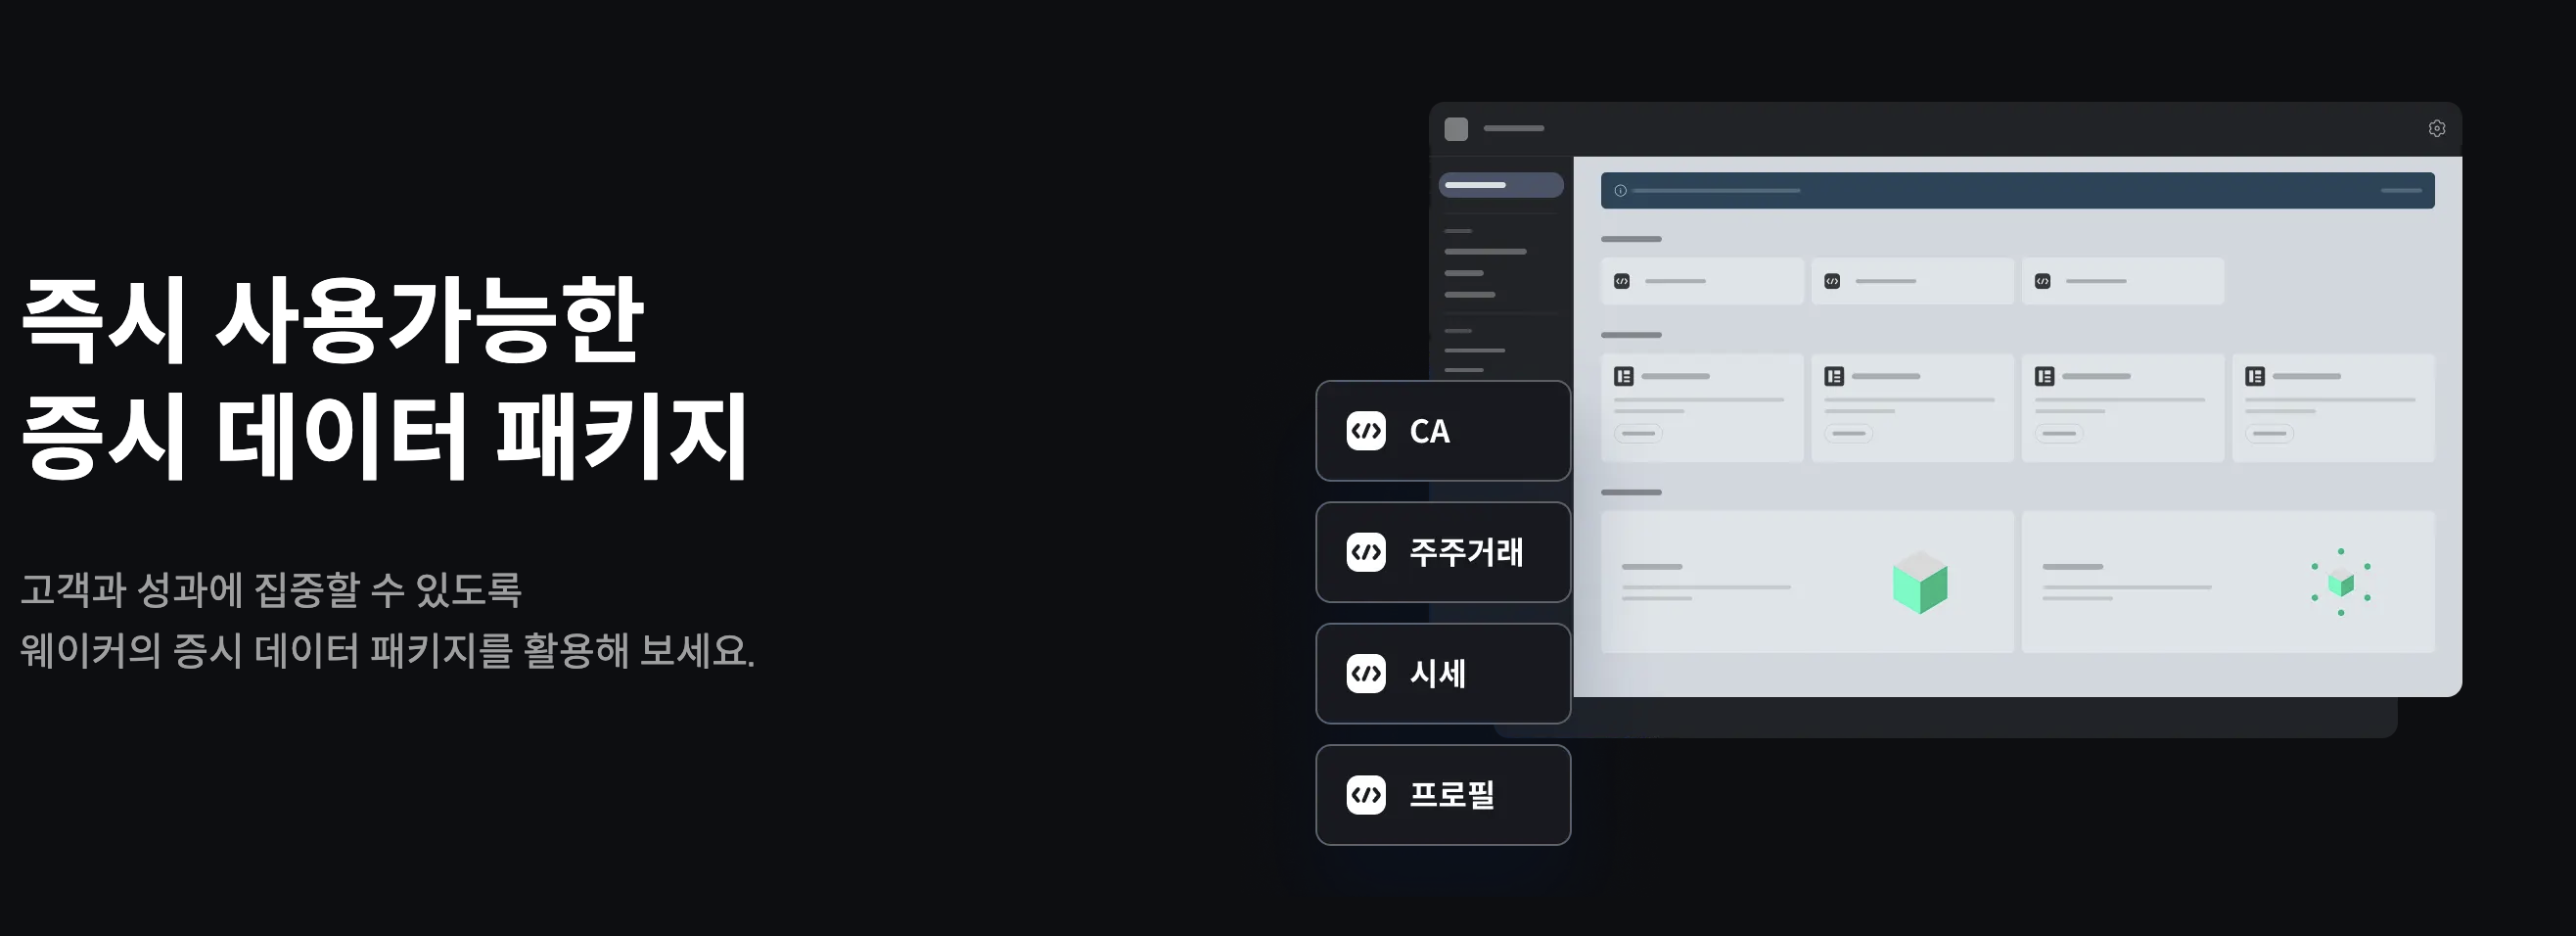 즉시 사용가능한
증시 데이터 패키지
고객과 성과에 집중할 수 있도록
웨이커의 증시 데이터 패키지를 활용해 보세요.
CA
주주거래
시세
프로필